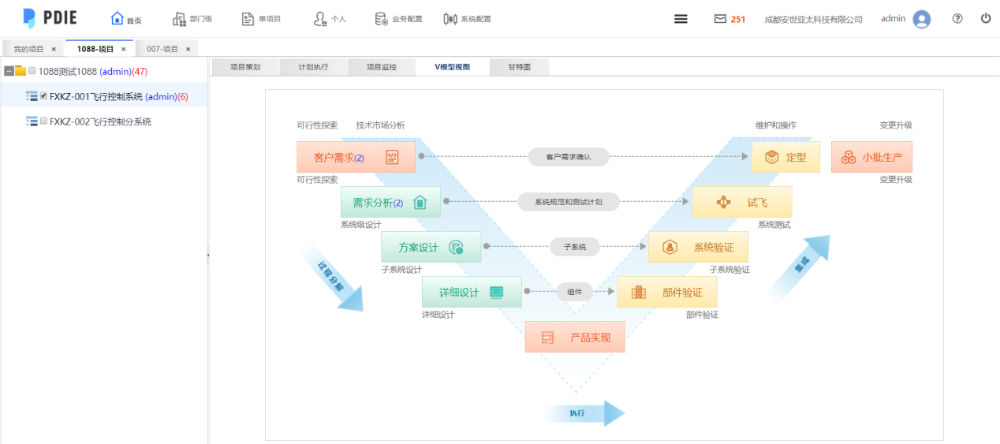 PDIE 首页 部门级 单项目 个人 业务配置 系统配置 251 成都安世亚太科技有限公司 admin
我的项目 1088-项目 007-项目
1088测试1088 (admin)(47)
FXKZ-001飞行控制系统 (admin)(6)
FXKZ-002飞行控制分系统
项目策划 计划执行 项目监控 V模型视图 甘特图
可行性探索 技术市场分析 维护和操作 变更升级
客户需求(2) 客户需求确认 定型 小批生产
可行性探索 变更升级
需求分析(2) 系统规范和测试计划 试飞
系统级设计 系统测试
方案设计 子系统 系统验证
子系统设计 子系统验证
过程分解 集成
详细设计 组件 部件验证
详细设计 部件验证
产品实现
执行